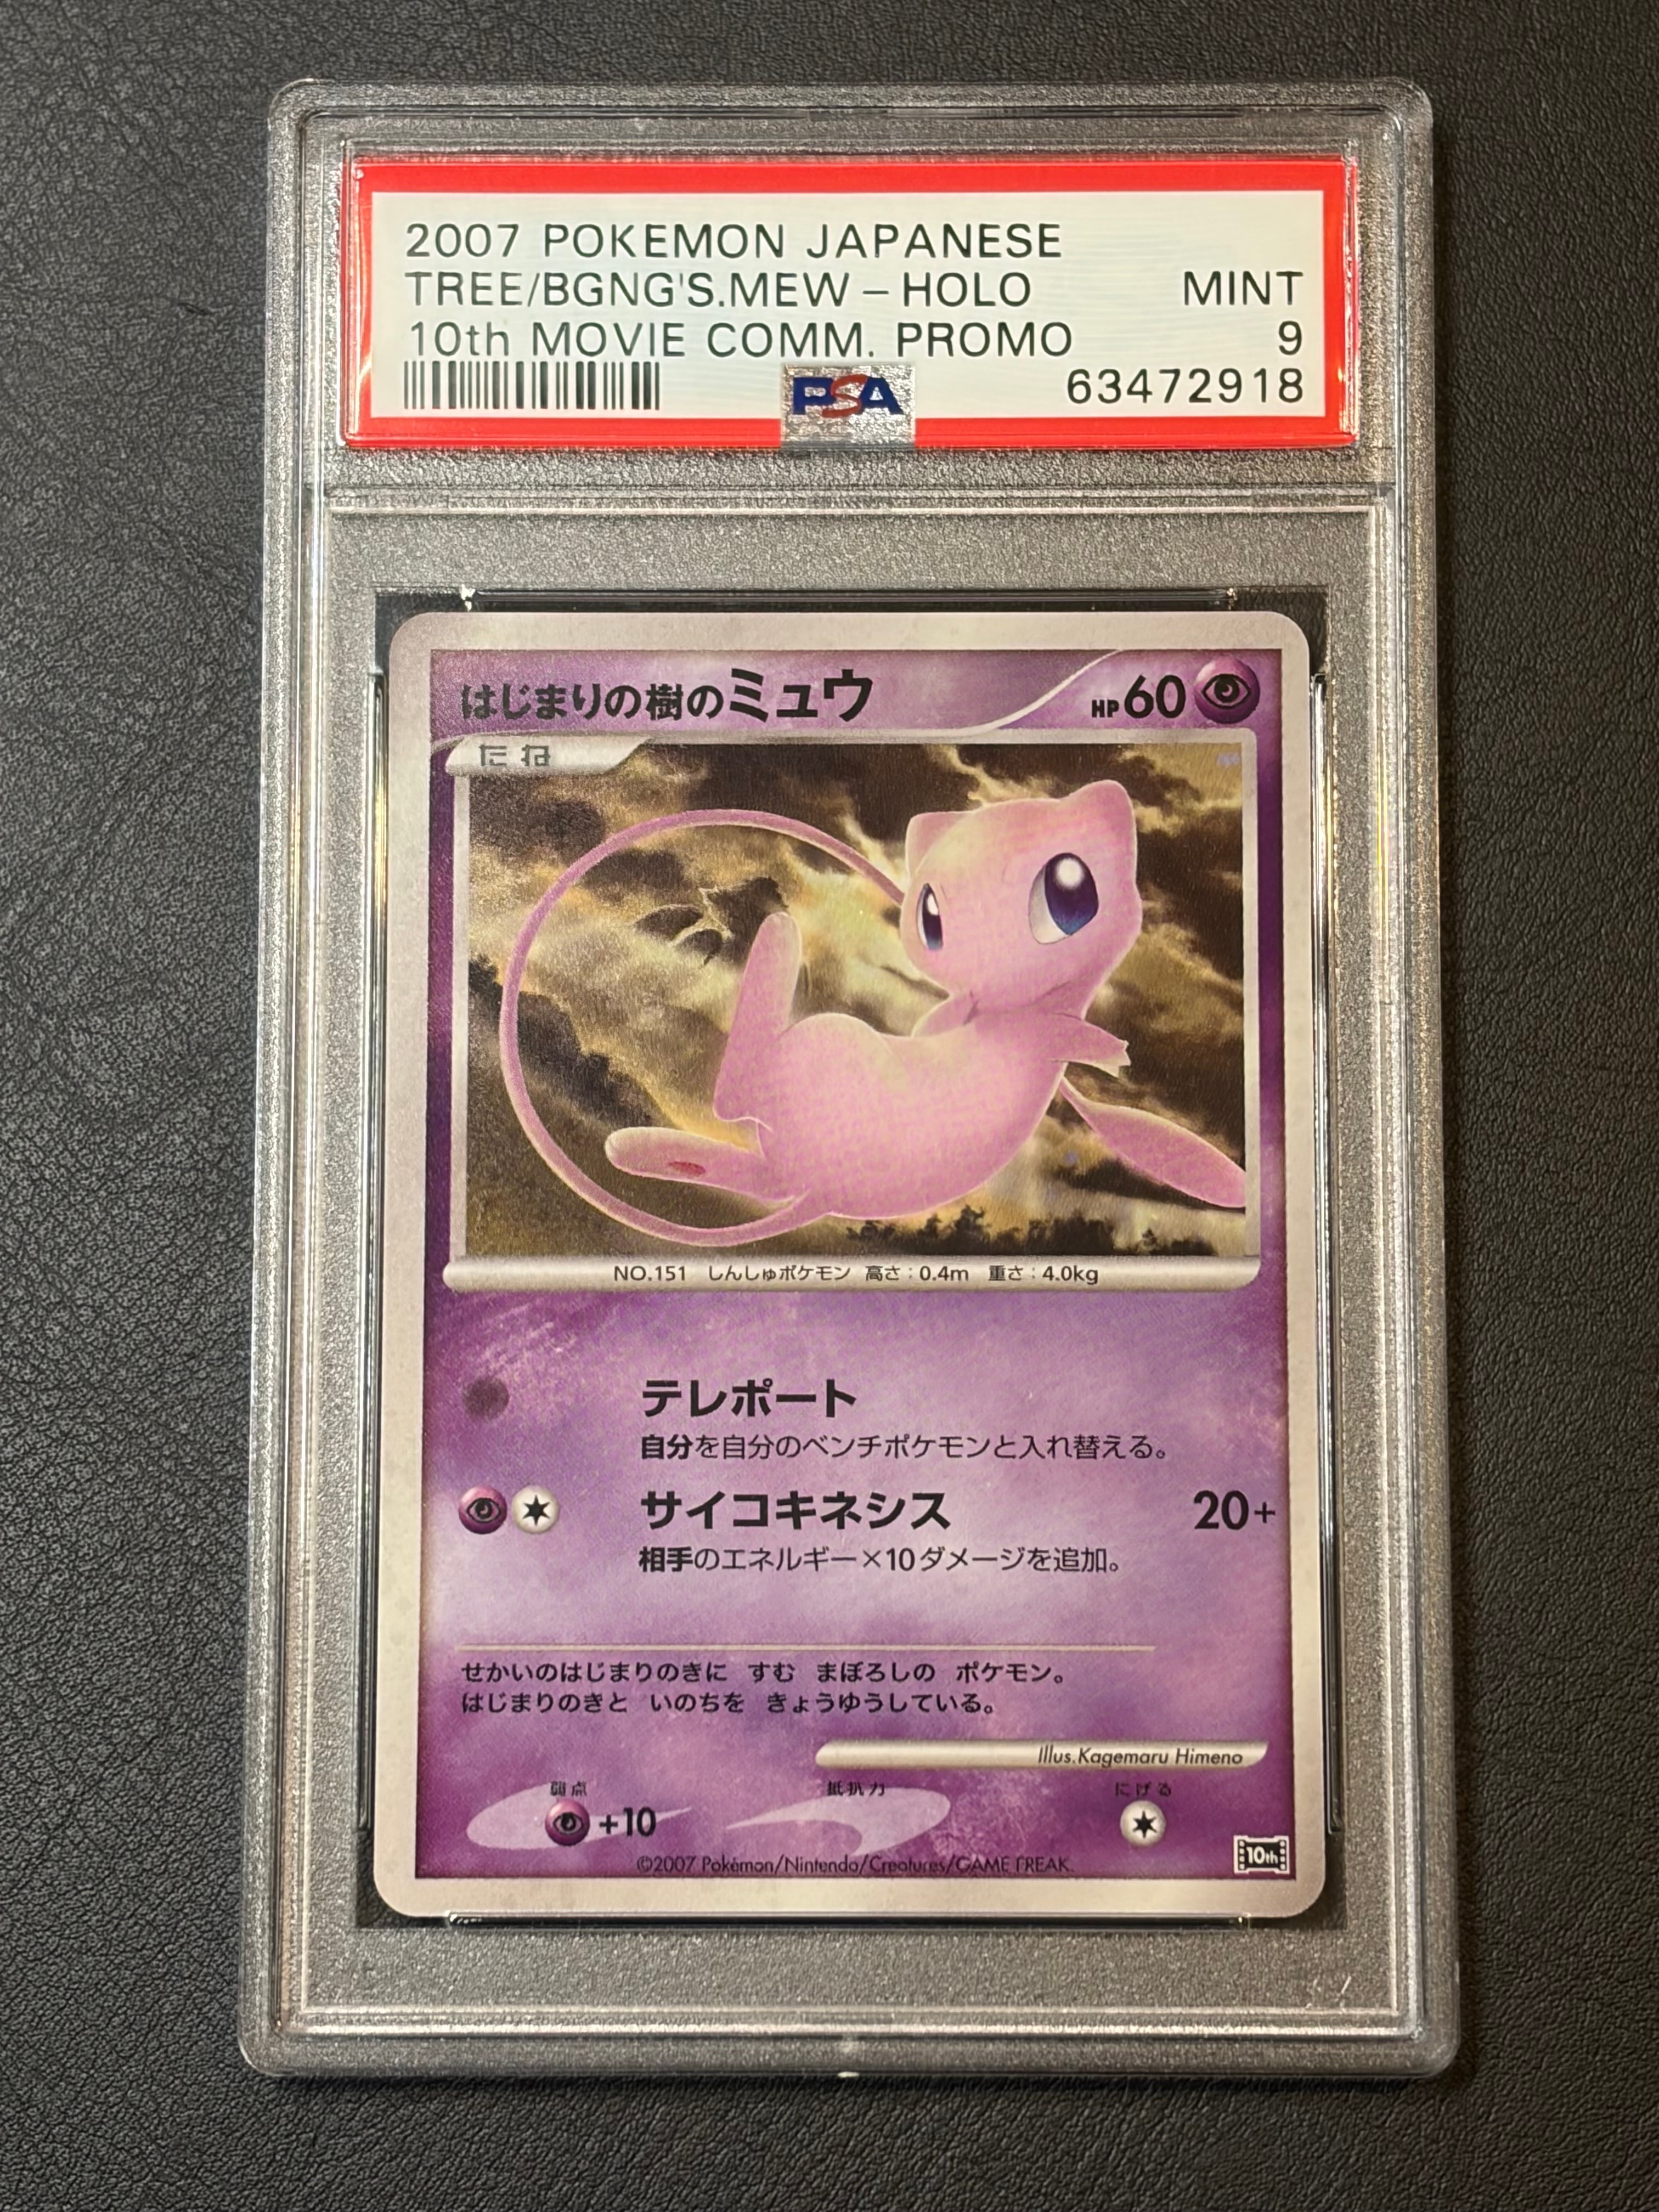 2007 POKEMON JAPANESE
TREE/BGNG'S.MEW – HOLO MINT
10th MOVIE COMM. PROMO 9
PSA 63472918
はじまりの樹のミュウ HP60
たね
NO.151 しんしゅポケモン 高さ:0.4m 重さ:4.0kg
テレポート
自分を自分のベンチポケモンと入れ替える。
サイコキネシス 20+
相手のエネルギー×10ダメージを追加。
せかいのはじまりのきに すむ まぼろしの ポケモン。
はじまりのきと いのちを きょうゆうしている。
Illus.Kagemaru Himeno
弱点 抵抗力 にげる
+10
10th
©2007 Pokémon/Nintendo/Creatures/GAME FREAK.